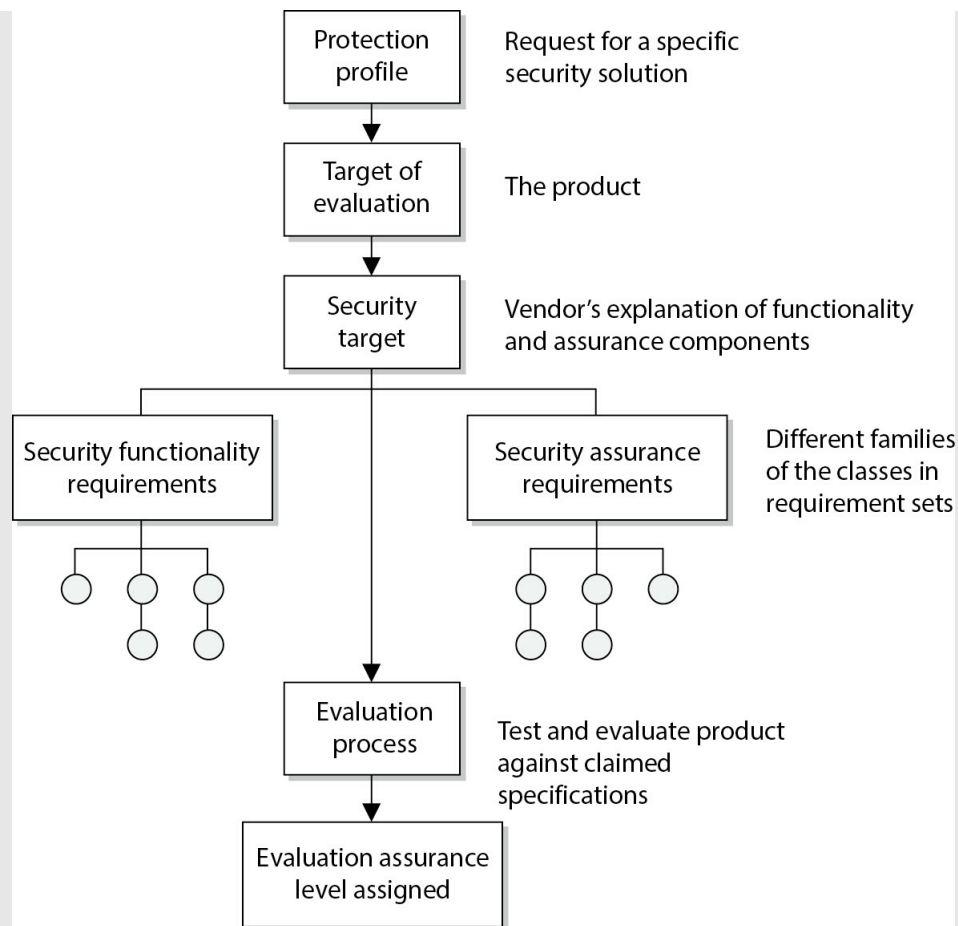 Protection
profile
Request for a specific
security solution
Target of
evaluation
The product
Security
target
Vendor’s explanation of functionality
and assurance components
Security functionality
requirements
Security assurance
requirements
Different families
of the classes in
requirement sets
Evaluation
process
Test and evaluate product
against claimed
specifications
Evaluation assurance
level assigned